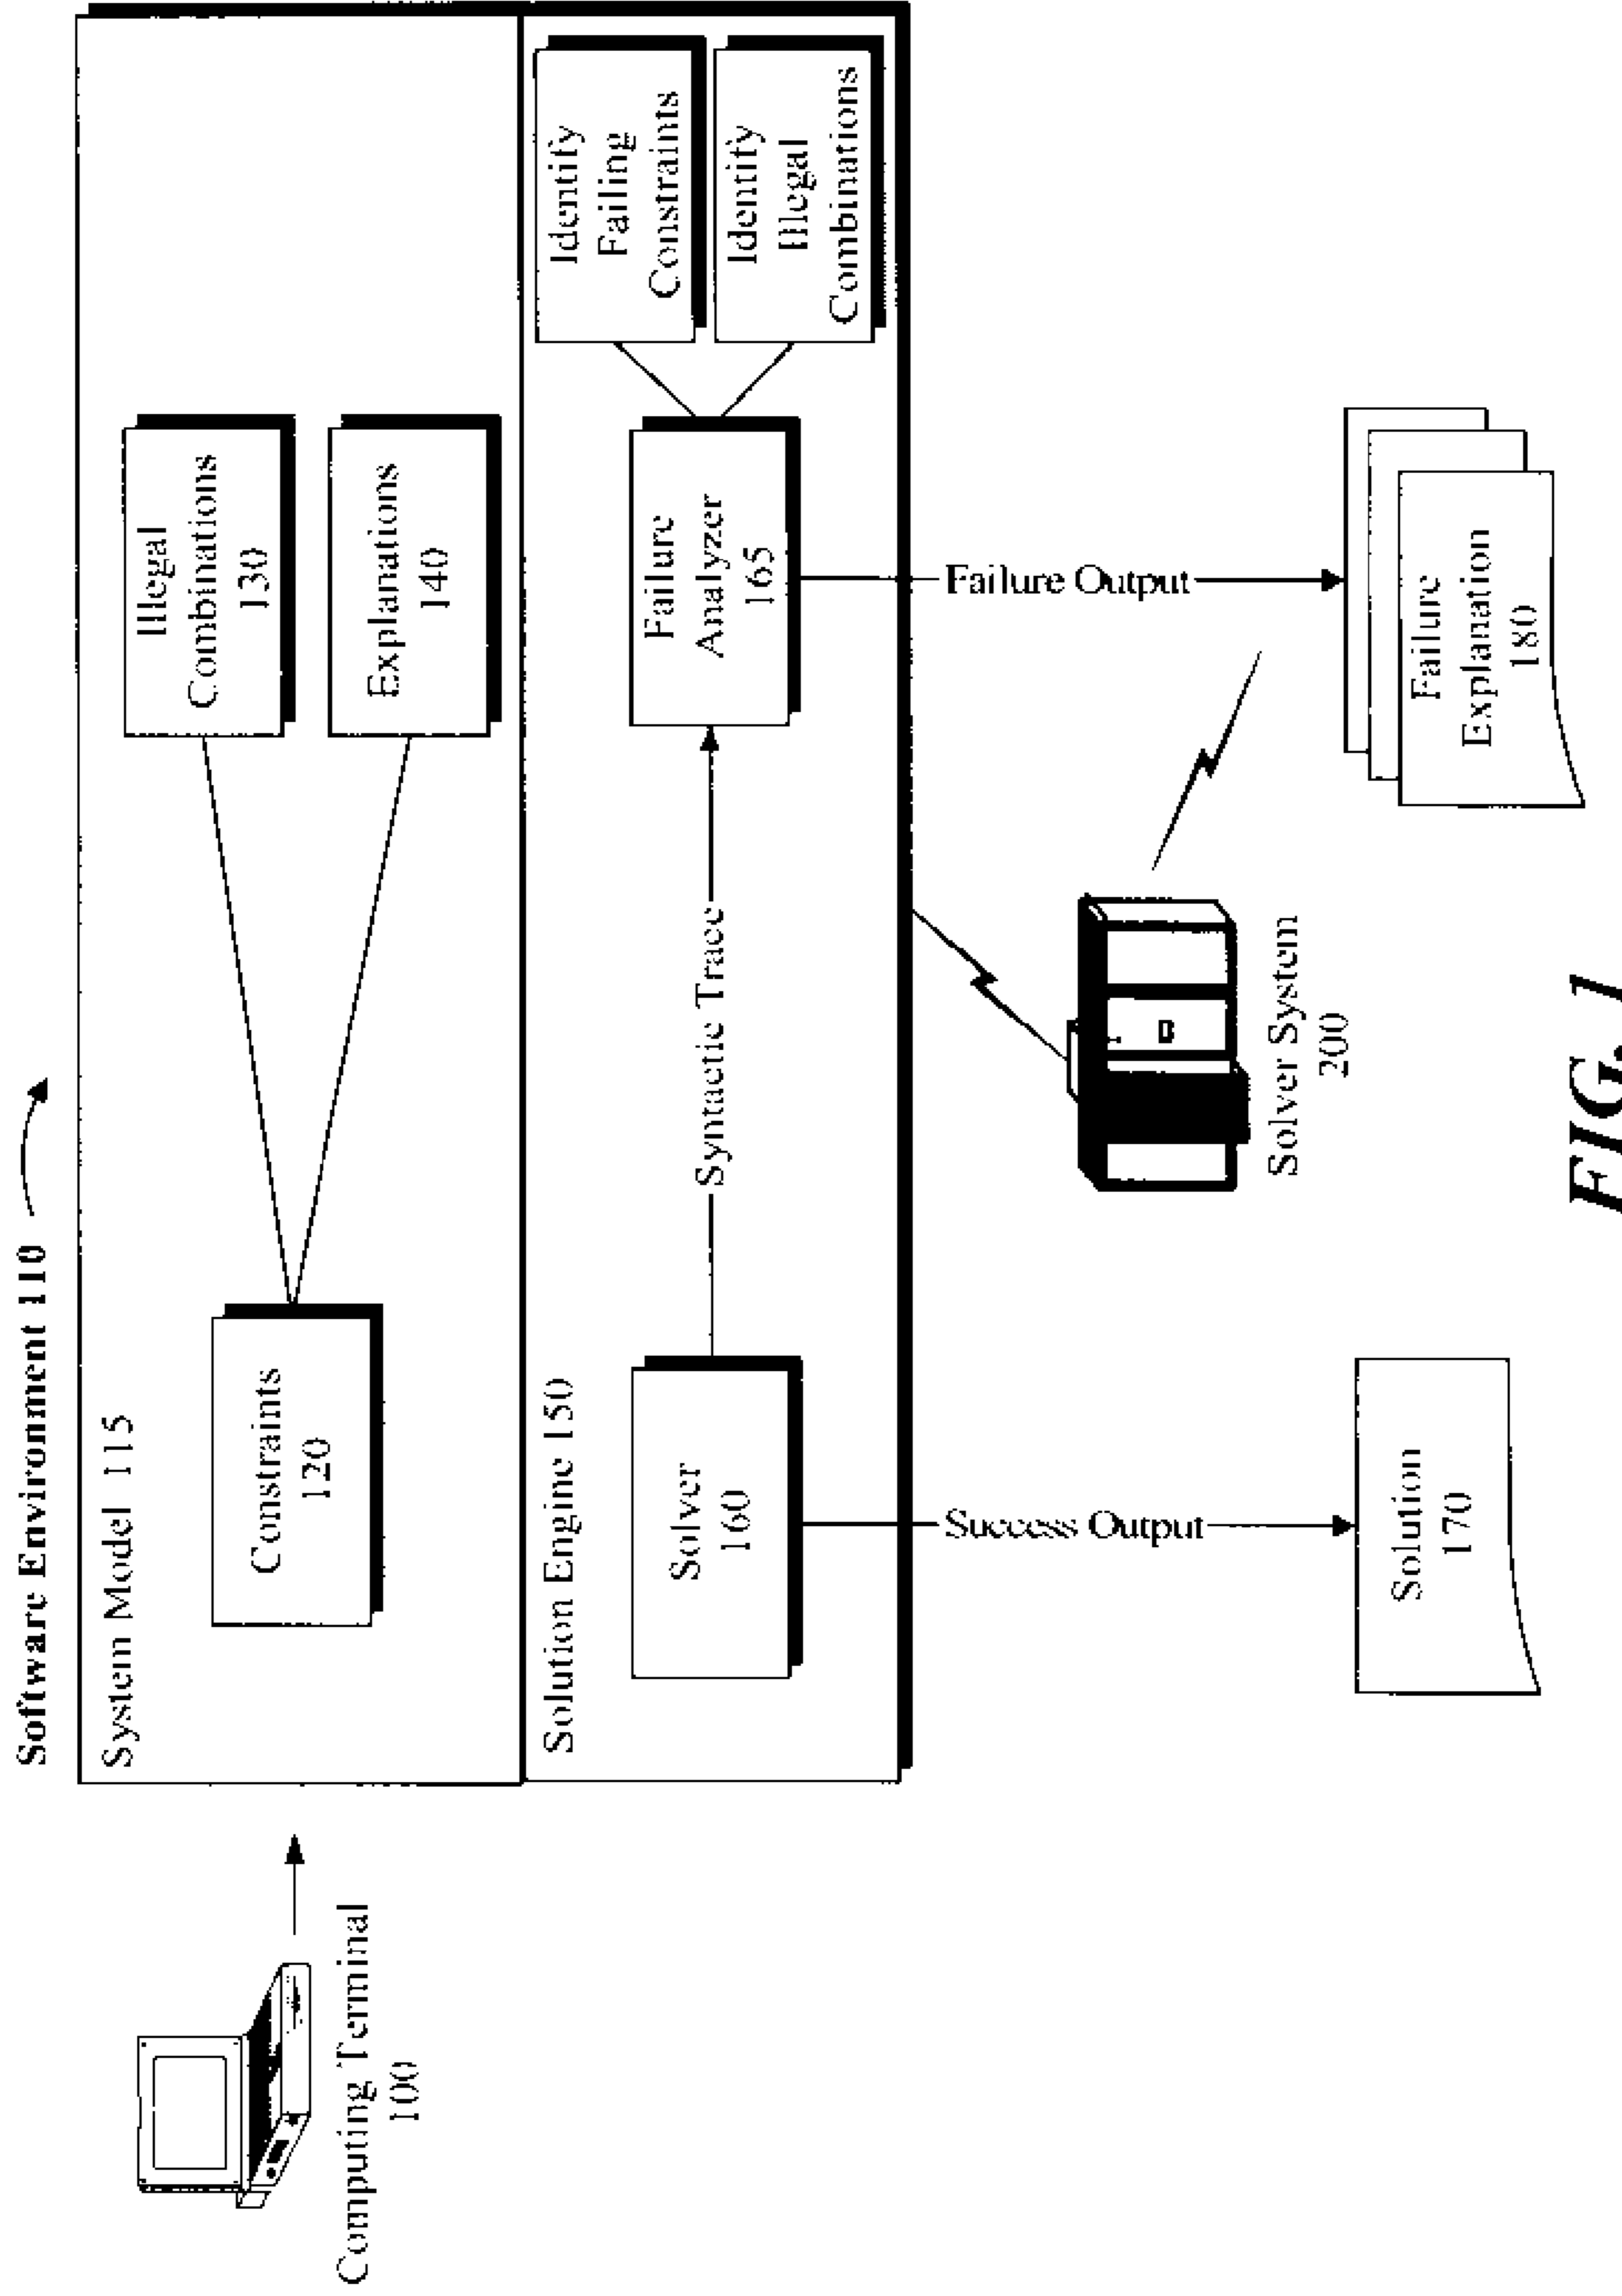 Software Environment 110
System Model 115
Constraints
120
Illegal
Combinations
130
Explanations
140
Computing Terminal
100
Solution Engine 150
Solver
160
Syntactic Trace
Failure
Analyzer
165
Identify
Failing
Constraints
Identify
Illegal
Combinations
Success Output
Failure Output
Solver System
200
Solution
170
Failure
Explanation
180
FIG. 1